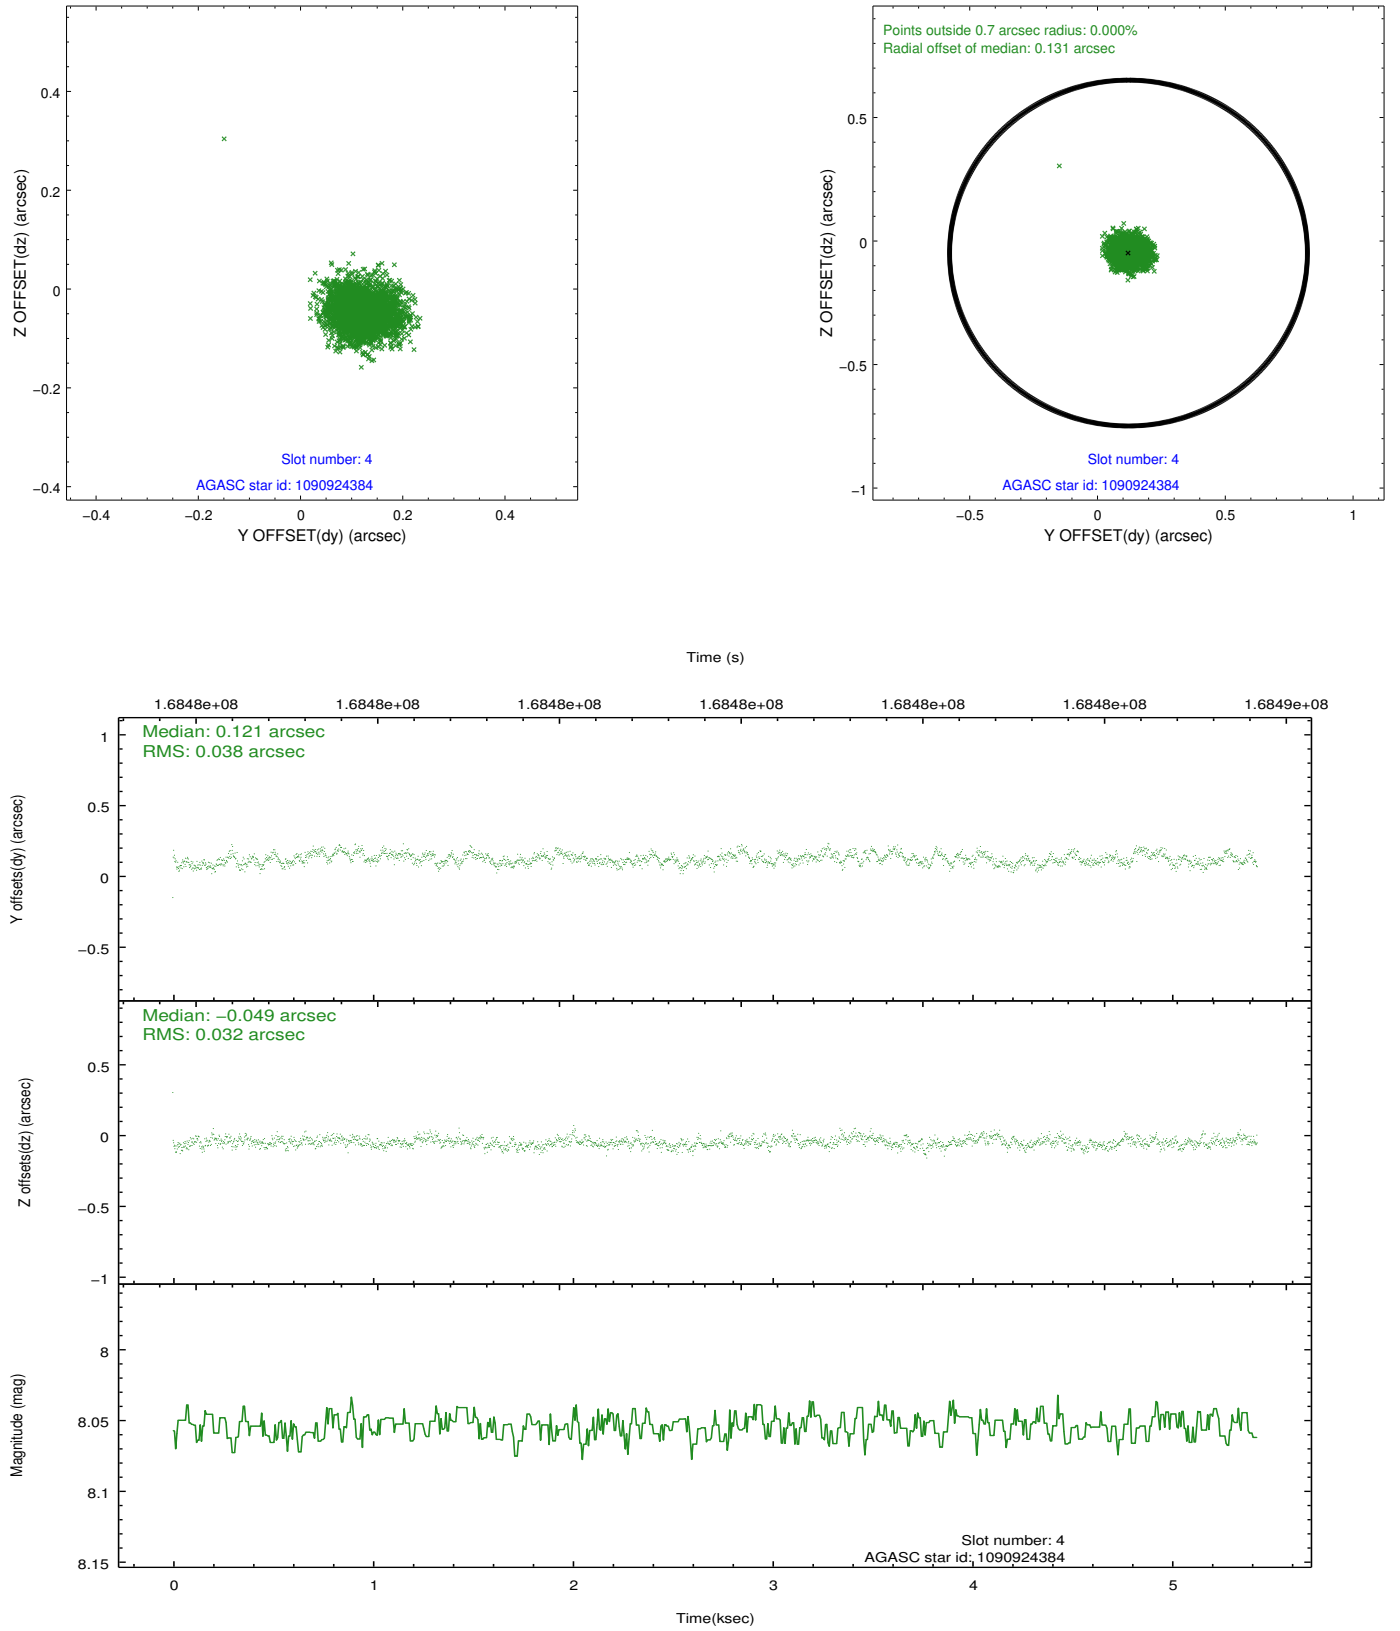 0.4
0.2
0
−0.2
−0.4
Z OFFSET(dz) (arcsec)
Slot number: 4
AGASC star id: 1090924384
−0.4 −0.2 0 0.2 0.4
Y OFFSET(dy) (arcsec)
Points outside 0.7 arcsec radius: 0.000%
Radial offset of median: 0.131 arcsec
0.5
0
−0.5
−1
Z OFFSET(dz) (arcsec)
Slot number: 4
AGASC star id: 1090924384
−0.5 0 0.5 1
Y OFFSET(dy) (arcsec)
Time (s)
1.6848e+08 1.6848e+08 1.6848e+08 1.6848e+08 1.6848e+08 1.6848e+08 1.6849e+08
Median: 0.121 arcsec
RMS: 0.038 arcsec
1
0.5
0
−0.5
Y offsets(dy) (arcsec)
Median: −0.049 arcsec
RMS: 0.032 arcsec
0.5
0
−0.5
−1
Z offsets(dz) (arcsec)
8
8.05
8.1
8.15
Magnitude (mag)
Slot number: 4
AGASC star id: 1090924384
0 1 2 3 4 5
Time(ksec)